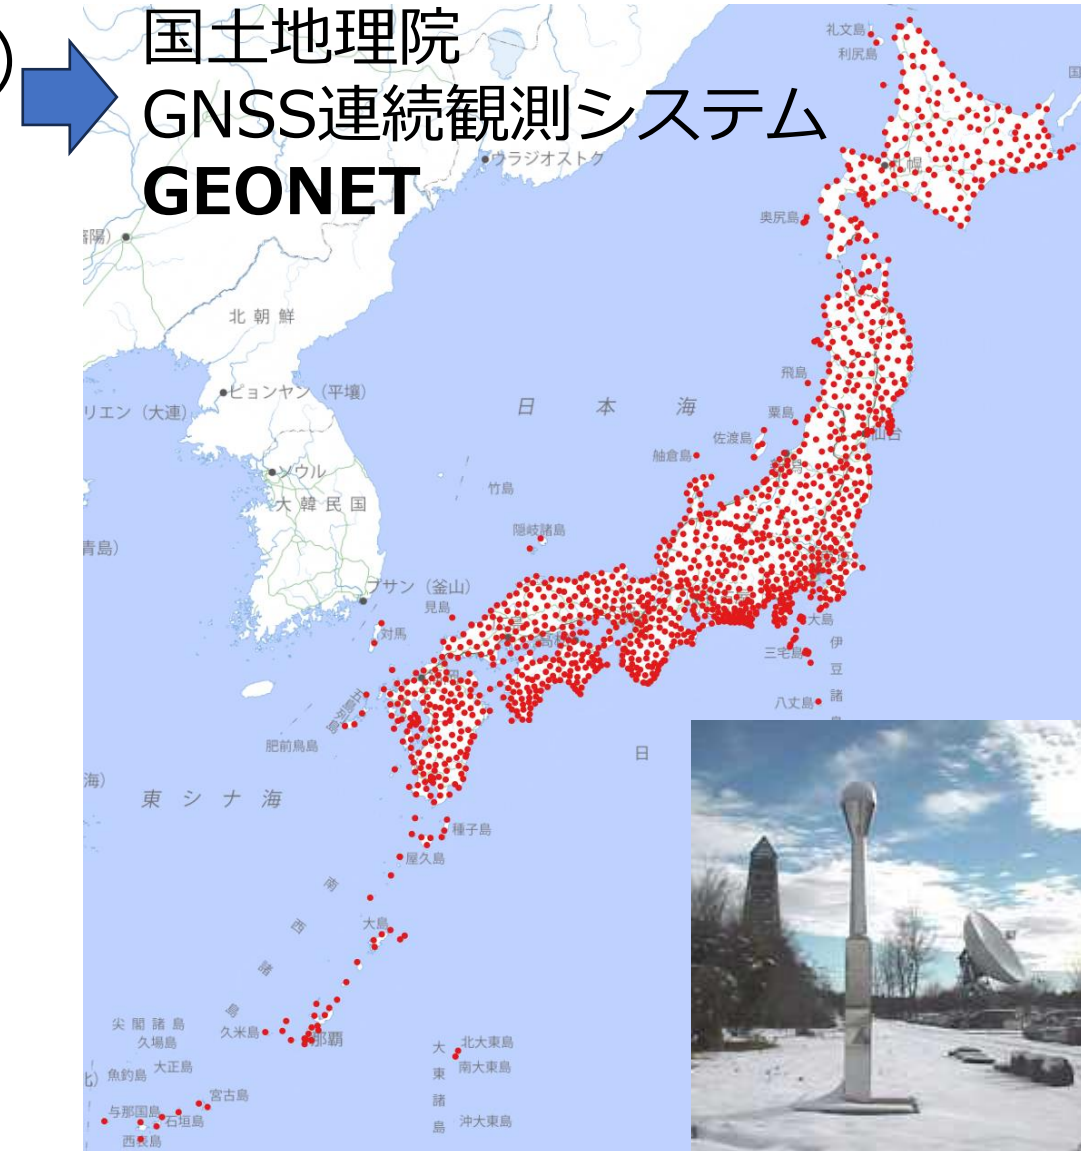 )
国土地理院
GNSS連続観測システム
GEONET
礼文島
利尻島
国
ウラジオストク
札幌
奥尻島
瀋陽)
北朝鮮
ピョンヤン (平壌)
リエン (大連)
飛島
日 本 海
粟島
佐渡島
仙台
舳倉島
ソウル
竹島
大韓民国
隠岐諸島
青島)
プサン (釜山)
見島
大島
対馬
伊
豆
諸
三宅島
八丈島
五島列島
肥前鳥島
日
海)
東シナ海
種子島
屋久島
南
西
諸
島
大島
尖閣諸島
久場島
久米島
那覇
大
東
諸
島
北大東島
南大東島
沖大東島
北)
魚釣島
大正島
宮古島
与那国島
石垣島
西表島